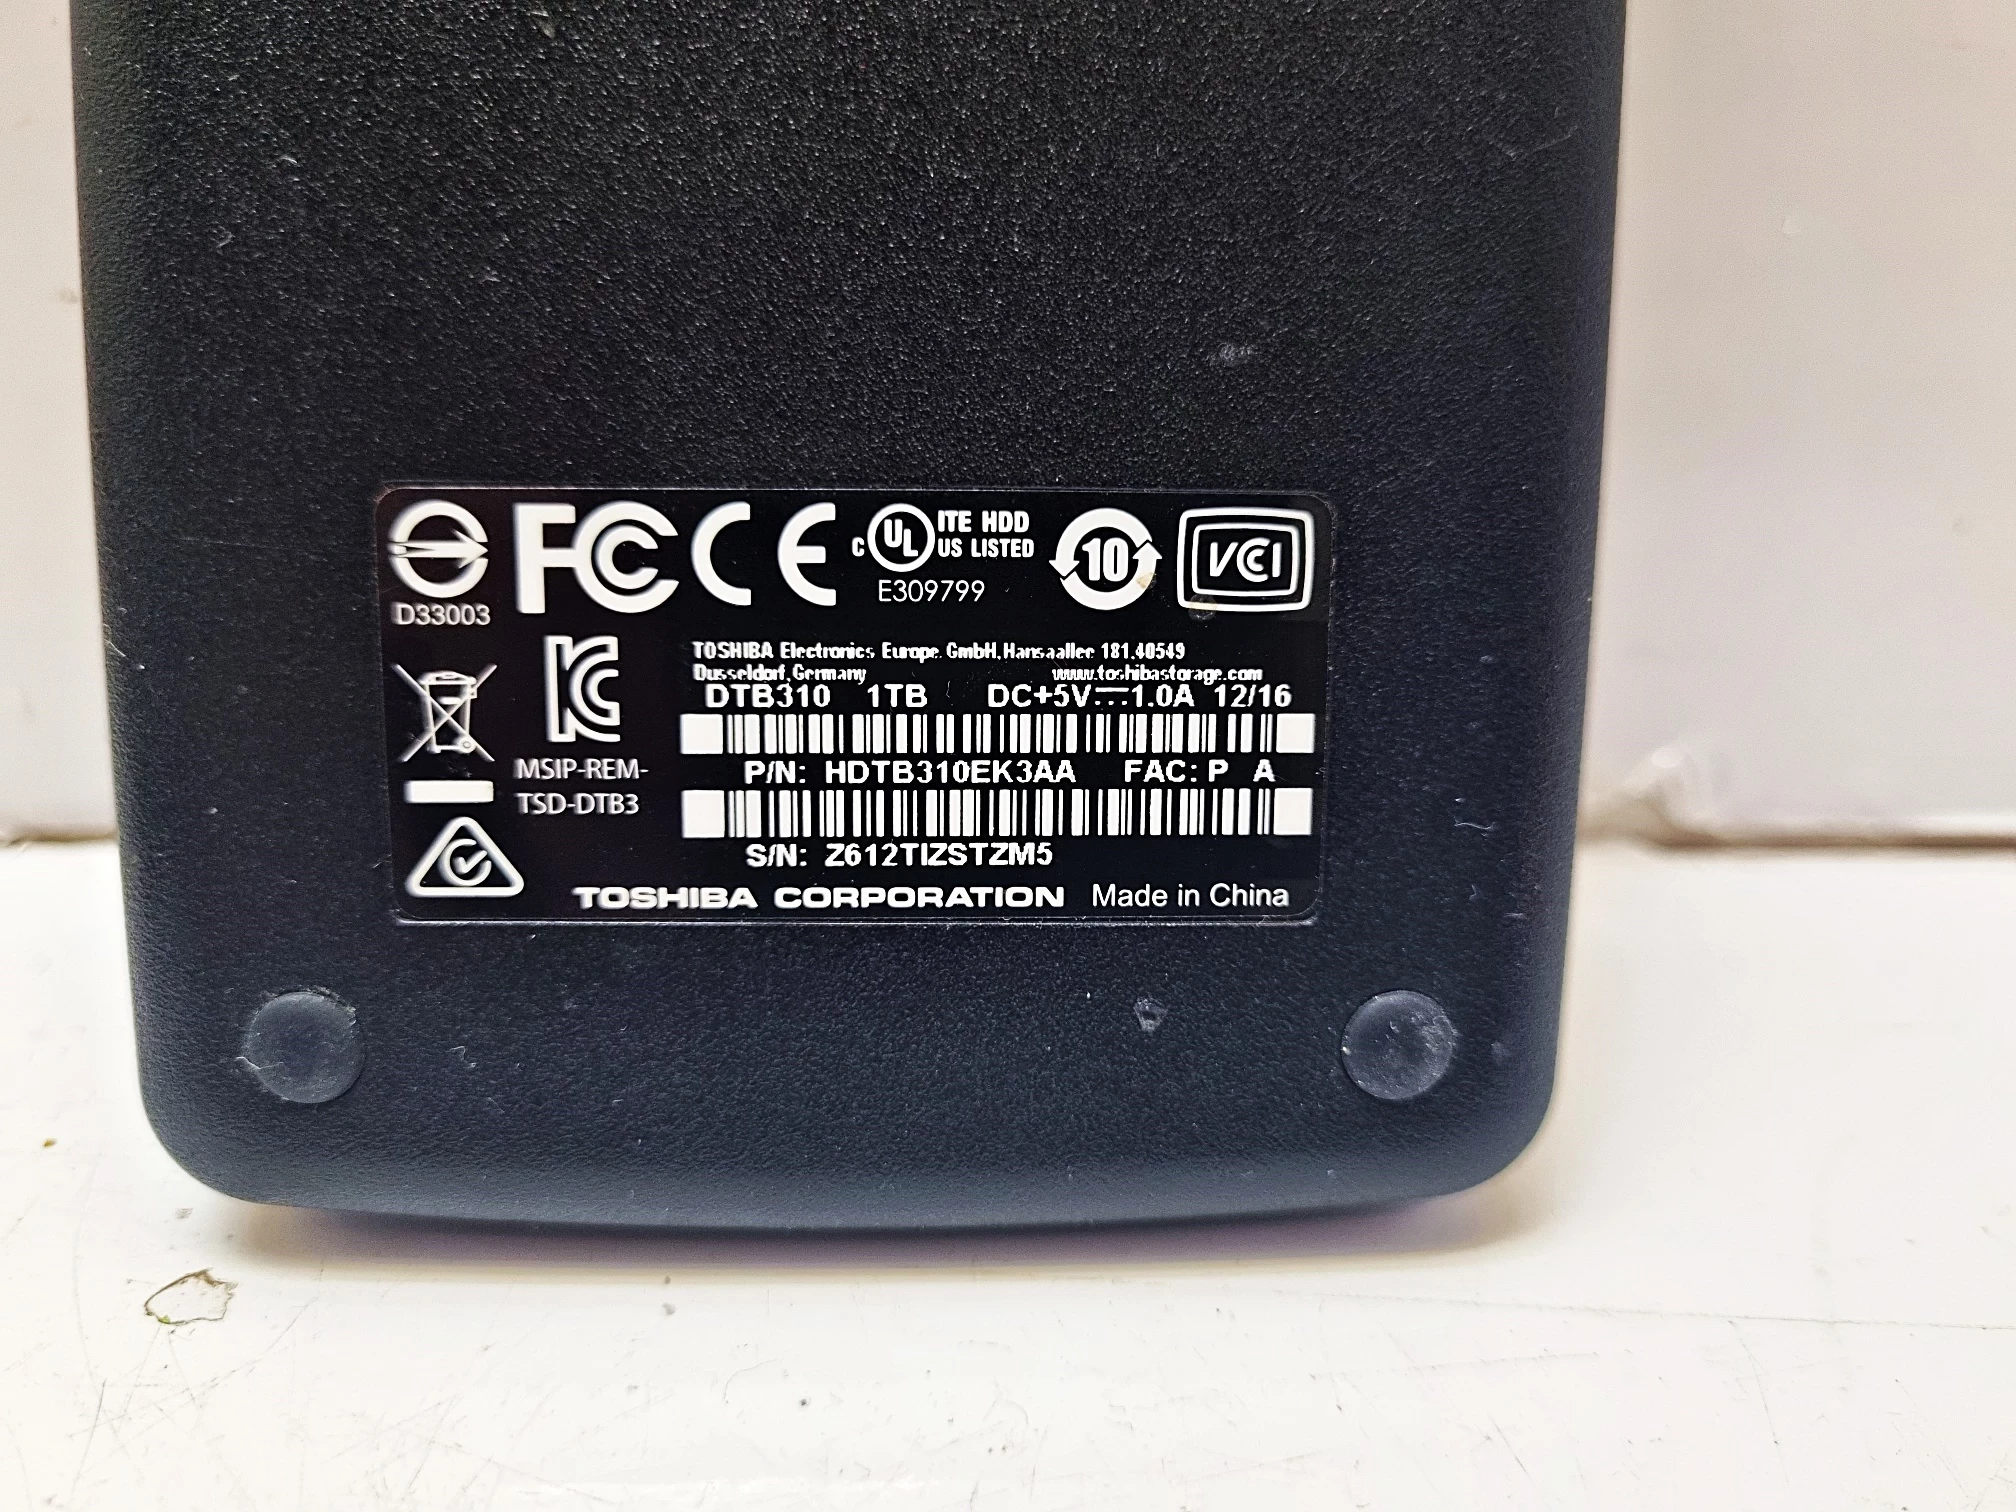 FC CE c UL ITE HDD
US LISTED
E309799
10
VCCI
D33003
TOSHIBA Electronics Europe GmbH, Hansaallee 181,40549
Dusseldorf, Germany www.toshibastorage.com
DTB310 1TB DC+5V⎓1.0A 12/16
P/N: HDTB310EK3AA FAC: P A
MSIP-REM-
TSD-DTB3
S/N: Z612TIZSTZM5
TOSHIBA CORPORATION Made in China